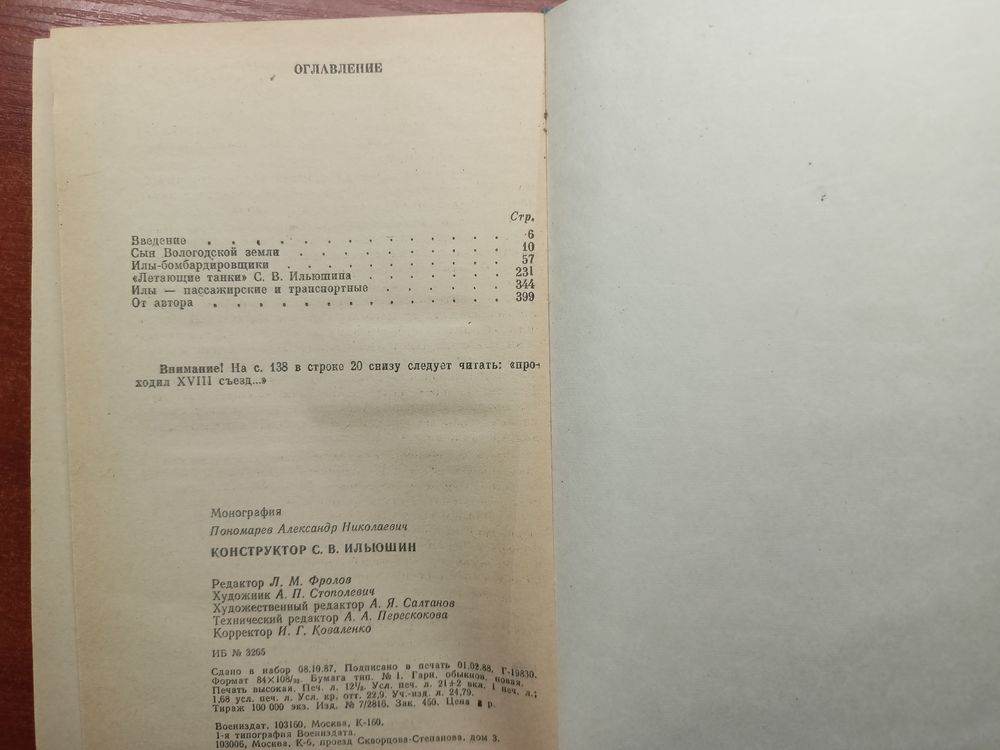 ОГЛАВЛЕНИЕ
Стр.
Введение . . . . . . . . . . . . . 6
Сын Вологодской земли . . . . . . . . . 10
Илы-бомбардировщики . . . . . . . . . . 57
«Летающие танки» С. В. Ильюшина . . . . . . 231
Илы — пассажирские и транспортные . . . . . 344
От автора . . . . . . . . . . . . . 399
Внимание! На с. 138 в строке 20 снизу следует читать: «про-
ходил XVIII съезд...»
Монография
Пономарев Александр Николаевич
КОНСТРУКТОР С. В. ИЛЬЮШИН
Редактор Л. М. Фролов
Художник А. П. Стополевич
Художественный редактор А. Я. Салтанов
Технический редактор А. А. Перескокова
Корректор И. Г. Коваленко
ИБ № 3265
Сдано в набор 08.10.87. Подписано в печать 01.02.88. Г-10830.
Формат 84×108/32. Бумага тип. № 1. Гарн. обыкнов. новая.
Печать высокая. Печ. л. 12½. Усл. печ. л. 21+2 вкл. 1 печ. л.;
1,68 усл. печ. л. Усл. кр. отт. 22,9. Уч.-изд. л. 24,79.
Тираж 100 000 экз. Изд. № 7/2816. Зак. 460. Цена р.
Воениздат, 103160, Москва, К-160.
1-я типография Воениздата.
103006, Москва, К-6, проезд Скворцова-Степанова, дом 3.